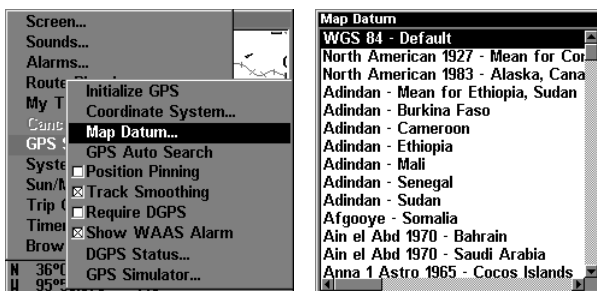 Screen...
Sounds...
Alarms...
Route
My T
Canc
GPS S
Syste
Sun/M
Trip
Timer
Brow
N 36°
W 95°
Initialize GPS
Coordinate System...
Map Datum...
GPS Auto Search
Position Pinning
Track Smoothing
Require DGPS
Show WAAS Alarm
DGPS Status...
GPS Simulator...
Map Datum
WGS 84 - Default
North American 1927 - Mean for Con
North American 1983 - Alaska, Cana
Adindan - Mean for Ethiopia, Sudan
Adindan - Burkina Faso
Adindan - Cameroon
Adindan - Ethiopia
Adindan - Mali
Adindan - Senegal
Adindan - Sudan
Afgooye - Somalia
Ain el Abd 1970 - Bahrain
Ain el Abd 1970 - Saudi Arabia
Anna 1 Astro 1965 - Cocos Islands